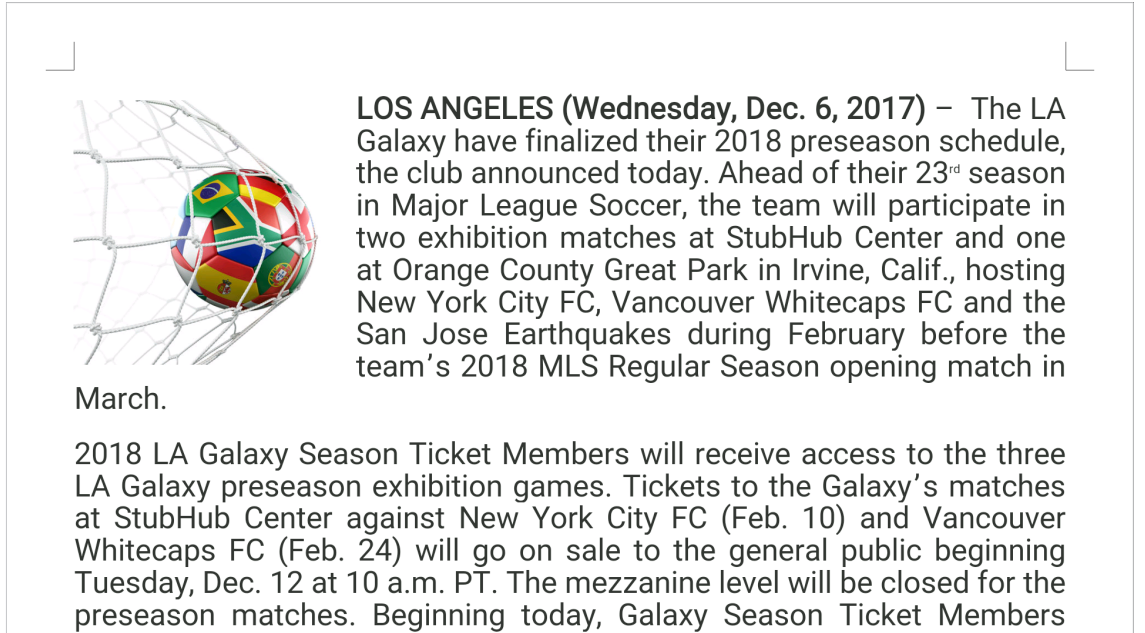 LOS ANGELES (Wednesday, Dec. 6, 2017) – The LA
Galaxy have finalized their 2018 preseason schedule,
the club announced today. Ahead of their 23rd season
in Major League Soccer, the team will participate in
two exhibition matches at StubHub Center and one
at Orange County Great Park in Irvine, Calif., hosting
New York City FC, Vancouver Whitecaps FC and the
San Jose Earthquakes during February before the
team’s 2018 MLS Regular Season opening match in
March.
2018 LA Galaxy Season Ticket Members will receive access to the three
LA Galaxy preseason exhibition games. Tickets to the Galaxy’s matches
at StubHub Center against New York City FC (Feb. 10) and Vancouver
Whitecaps FC (Feb. 24) will go on sale to the general public beginning
Tuesday, Dec. 12 at 10 a.m. PT. The mezzanine level will be closed for the
preseason matches. Beginning today, Galaxy Season Ticket Members